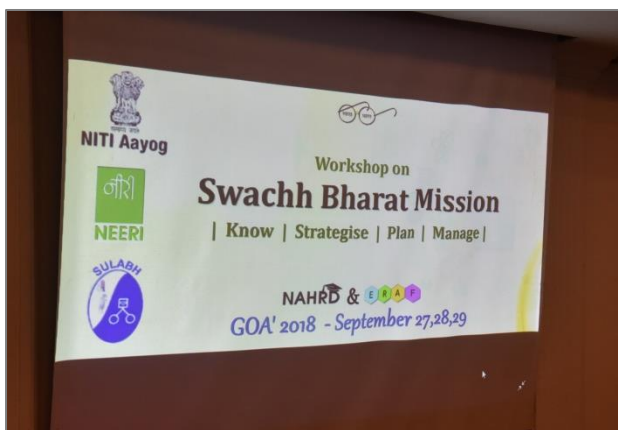 NITI Aayog
नीरी
NEERI
SULABH
Workshop on
Swachh Bharat Mission
| Know | Strategise | Plan | Manage |
NAHRD & ERAF
GOA' 2018 - September 27,28,29